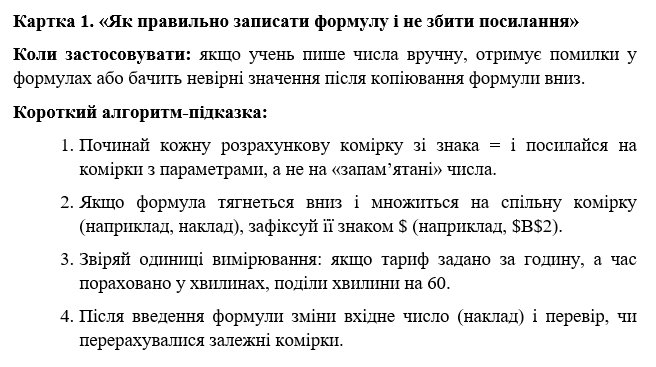 Картка 1. «Як правильно записати формулу і не збити посилання»
Коли застосовувати: якщо учень пише числа вручну, отримує помилки у
формулах або бачить невірні значення після копіювання формули вниз.
Короткий алгоритм-підказка:
1. Починай кожну розрахункову комірку зі знака = і посилайся на
комірки з параметрами, а не на «запам’ятані» числа.
2. Якщо формула тягнеться вниз і множиться на спільну комірку
(наприклад, наклад), зафіксуй її знаком $ (наприклад, $B$2).
3. Звіряй одиниці вимірювання: якщо тариф задано за годину, а час
пораховано у хвилинах, поділи хвилини на 60.
4. Після введення формули зміни вхідне число (наклад) і перевір, чи
перерахувалися залежні комірки.